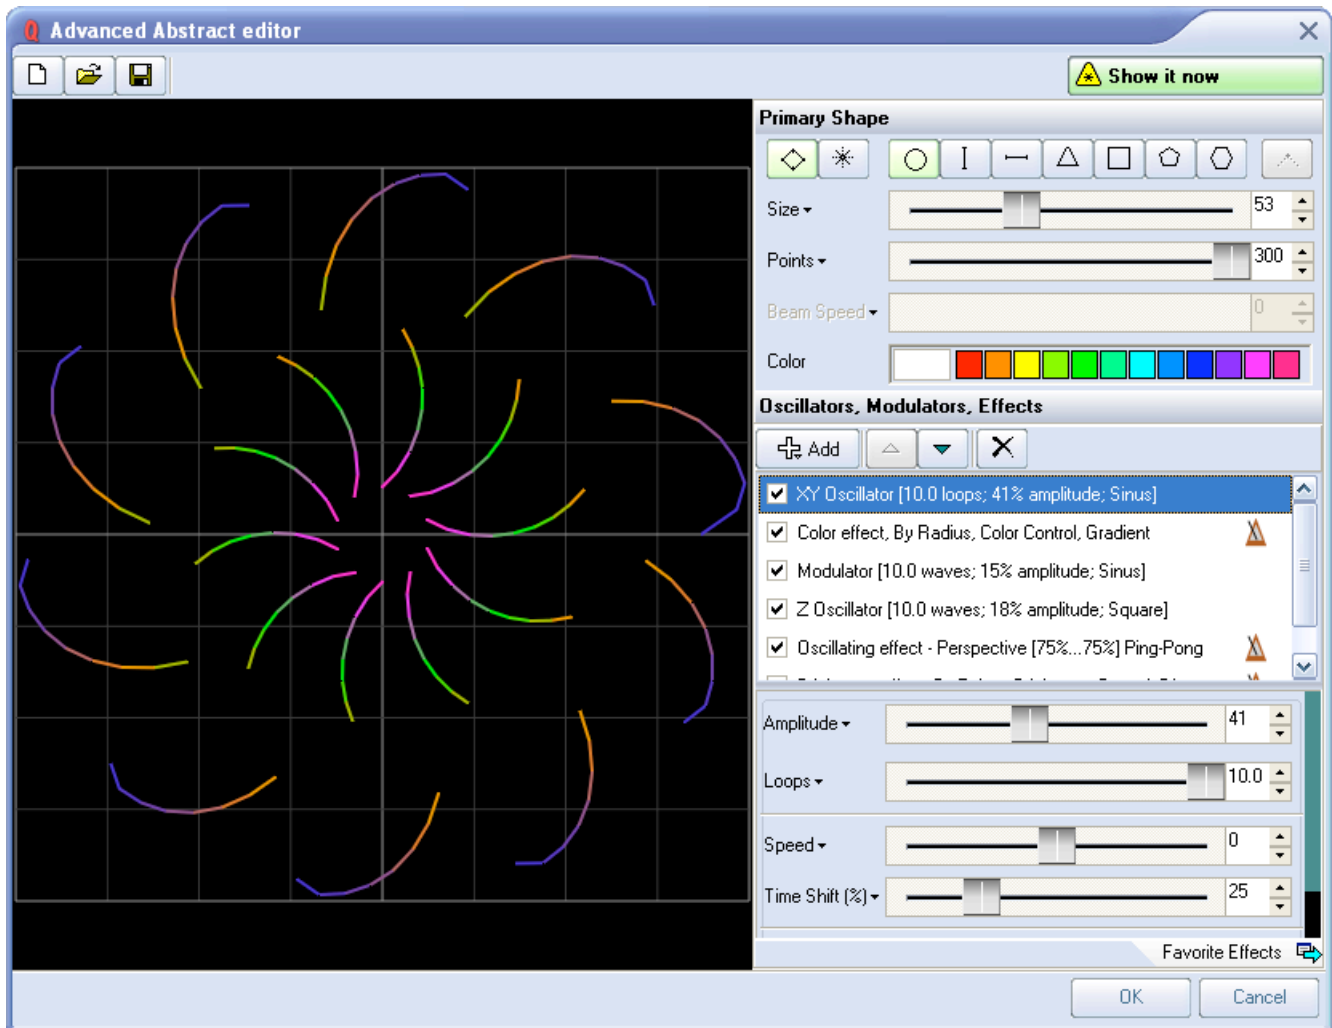 Advanced Abstract editor
Show it now
Primary Shape
Size 53
Points 300
Beam Speed 0
Color
Oscillators, Modulators, Effects
Add
XY Oscillator [10.0 loops; 41% amplitude; Sinus]
Color effect, By Radius, Color Control, Gradient
Modulator [10.0 waves; 15% amplitude; Sinus]
Z Oscillator [10.0 waves; 18% amplitude; Square]
Oscillating effect - Perspective [75%...75%] Ping-Pong
Amplitude 41
Loops 10.0
Speed 0
Time Shift (%) 25
Favorite Effects
OK Cancel